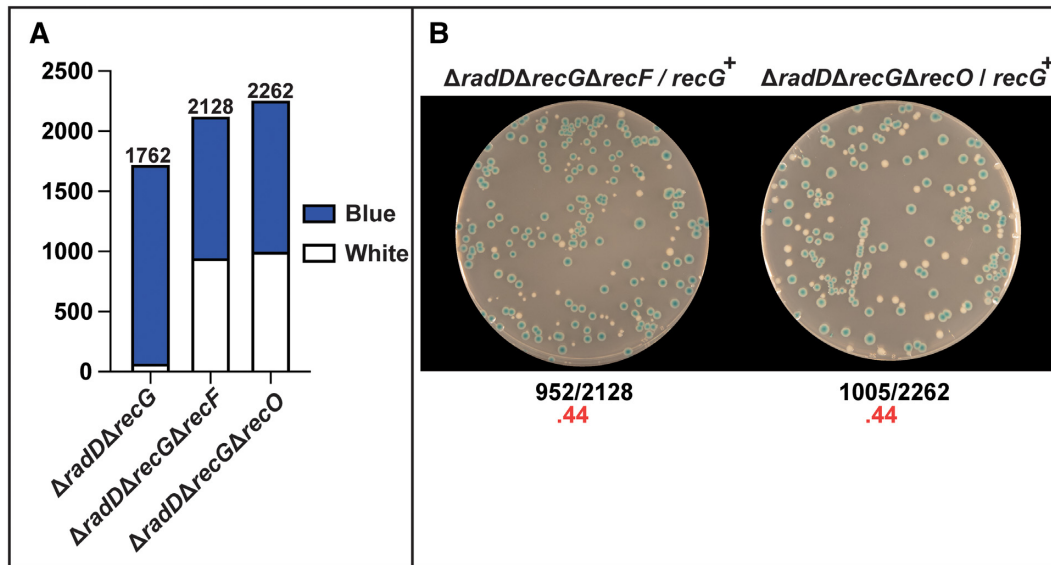 A
2500
2000
1500
1000
500
0
1762
2128
2262
Blue
White
ΔradDΔrecG
ΔradDΔrecGΔrecF
ΔradDΔrecGΔrecO
B
ΔradDΔrecGΔrecF / recG+
ΔradDΔrecGΔrecO / recG+
952/2128
.44
1005/2262
.44